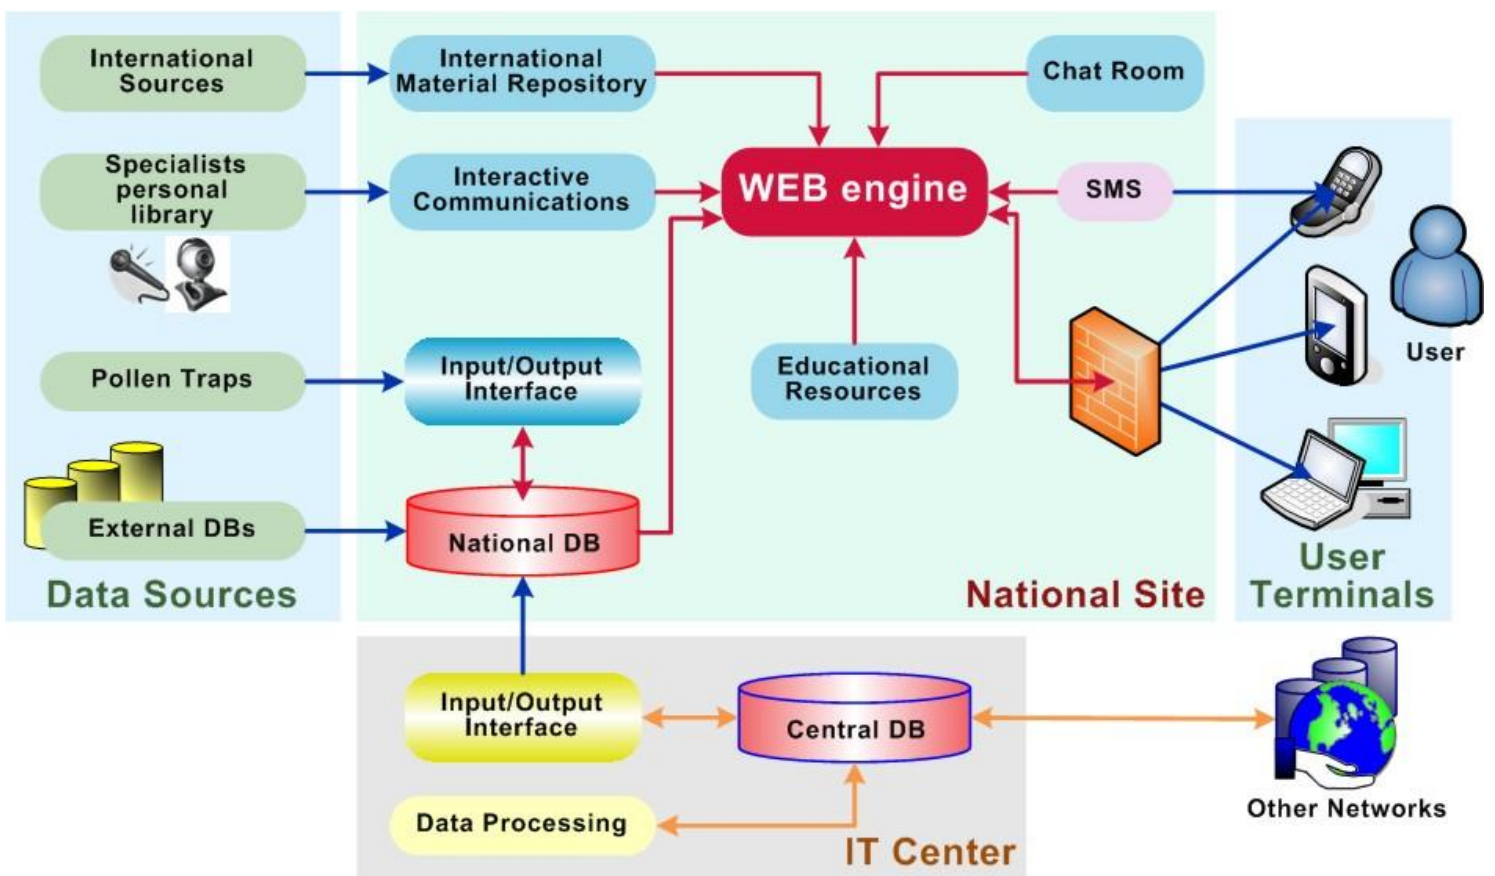 International
Sources
International
Material Repository
Chat Room
Specialists
personal
library
Interactive
Communications
WEB engine
SMS
User
Pollen Traps
Input/Output
Interface
Educational
Resources
External DBs
National DB
Data Sources
National Site
User
Terminals
Input/Output
Interface
Central DB
Data Processing
IT Center
Other Networks